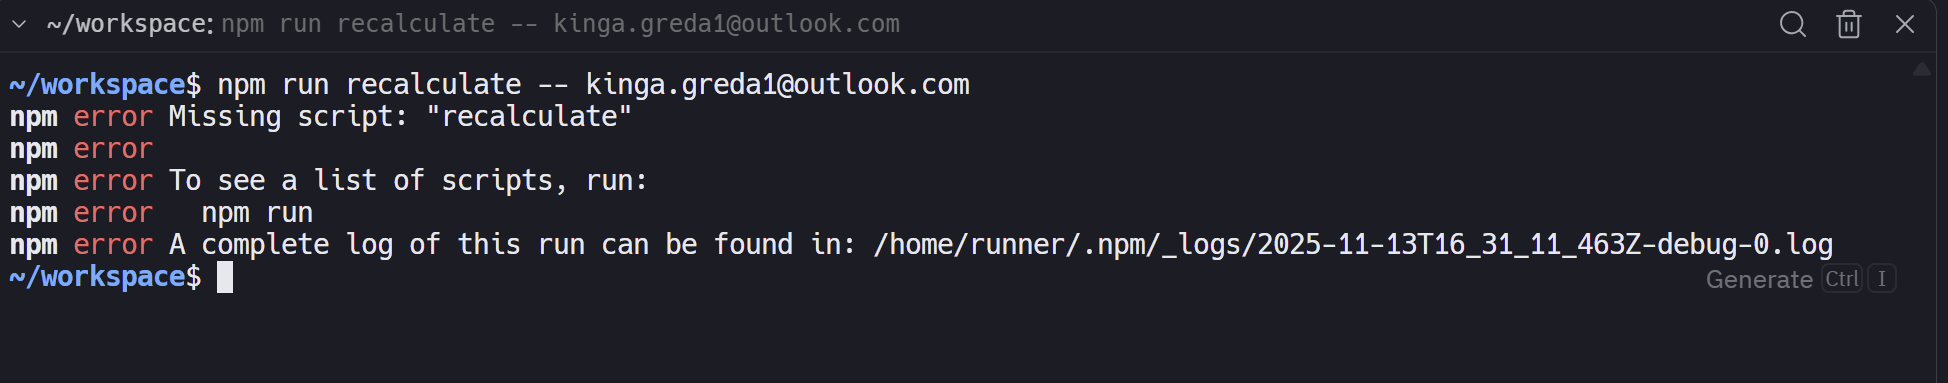 ~/workspace: npm run recalculate -- kinga.greda1@outlook.com
~/workspace$ npm run recalculate -- kinga.greda1@outlook.com
npm error Missing script: "recalculate"
npm error
npm error To see a list of scripts, run:
npm error   npm run
npm error A complete log of this run can be found in: /home/runner/.npm/_logs/2025-11-13T16_31_11_463Z-debug-0.log
~/workspace$
Generate Ctrl I